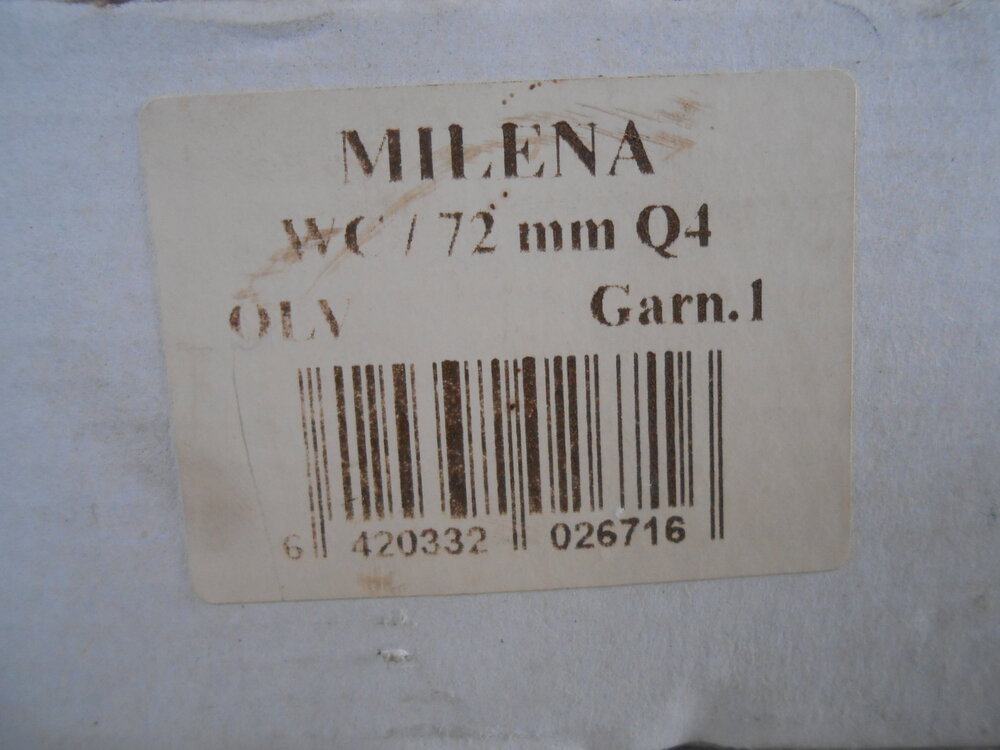 MILENA
WC / 72 mm Q4
OLV Garn.1
6 420332 026716